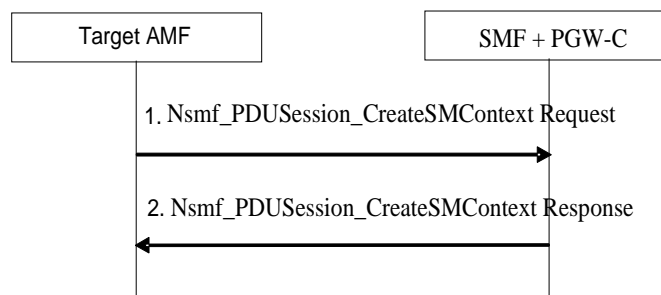 Target AMF
SMF + PGW-C
1. Nsmf_PDUSession_CreateSMContext Request
2. Nsmf_PDUSession_CreateSMContext Response